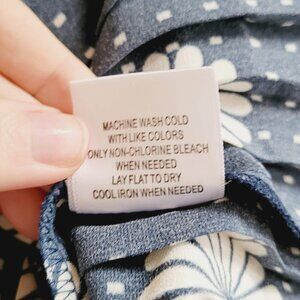 MACHINE WASH COLD
WITH LIKE COLORS
ONLY NON-CHLORINE BLEACH
WHEN NEEDED
LAY FLAT TO DRY
COOL IRON WHEN NEEDED